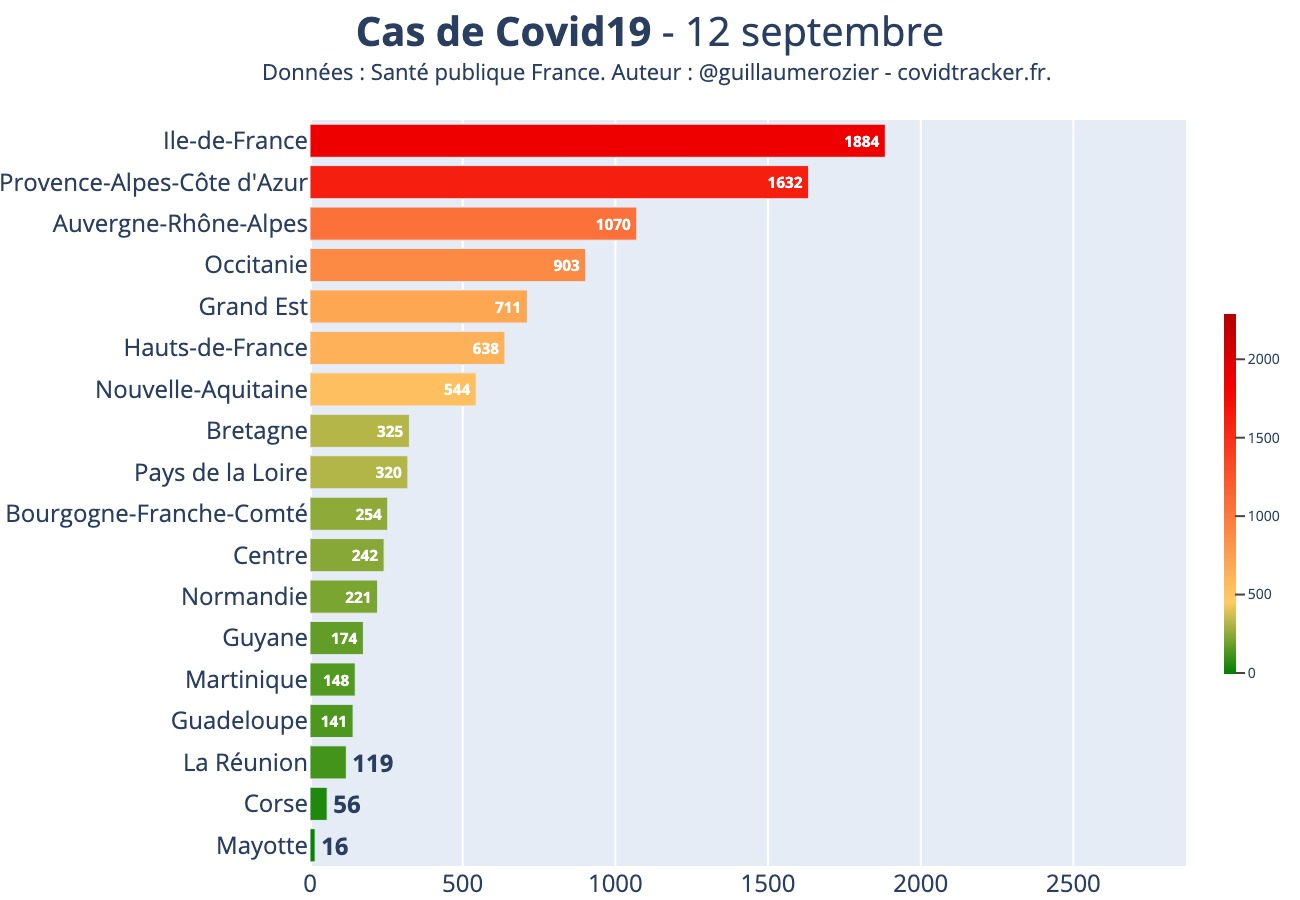 Cas de Covid19 - 12 septembre
Données : Santé publique France. Auteur : @guillaumerozier - covidtracker.fr.
Ile-de-France 1884
Provence-Alpes-Côte d'Azur 1632
Auvergne-Rhône-Alpes 1070
Occitanie 903
Grand Est 711
Hauts-de-France 638
Nouvelle-Aquitaine 544
Bretagne 325
Pays de la Loire 320
Bourgogne-Franche-Comté 254
Centre 242
Normandie 221
Guyane 174
Martinique 148
Guadeloupe 141
La Réunion 119
Corse 56
Mayotte 16
0 500 1000 1500 2000 2500
2000
1500
1000
500
0